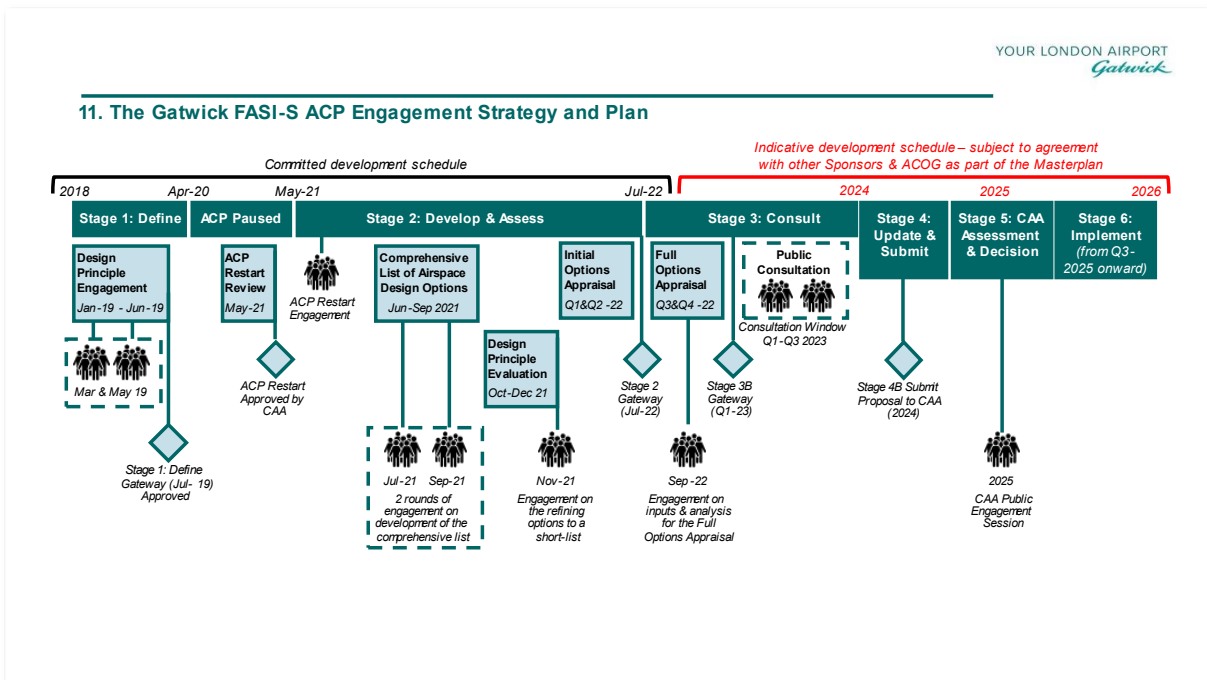 YOUR LONDON AIRPORT
Gatwick
11. The Gatwick FASI-S ACP Engagement Strategy and Plan
Committed development schedule
Indicative development schedule – subject to agreement
with other Sponsors & ACOG as part of the Masterplan
2018
Apr-20
May-21
Jul-22
2024
2025
2026
Stage 1: Define
ACP Paused
Stage 2: Develop & Assess
Stage 3: Consult
Stage 4:
Update &
Submit
Stage 5: CAA
Assessment
& Decision
Stage 6:
Implement
(from Q3-
2025 onward)
Design
Principle
Engagement
Jan-19 - Jun-19
Mar & May 19
Stage 1: Define
Gateway (Jul- 19)
Approved
ACP
Restart
Review
May-21
ACP Restart
Approved by
CAA
ACP Restart
Engagement
Comprehensive
List of Airspace
Design Options
Jun-Sep 2021
Jul-21
Sep-21
2 rounds of
engagement on
development of the
comprehensive list
Design
Principle
Evaluation
Oct-Dec 21
Nov-21
Engagement on
the refining
options to a
short-list
Initial
Options
Appraisal
Q1&Q2 -22
Stage 2
Gateway
(Jul-22)
Full
Options
Appraisal
Q3&Q4 -22
Sep -22
Engagement on
inputs & analysis
for the Full
Options Appraisal
Stage 3B
Gateway
(Q1-23)
Public
Consultation
Consultation Window
Q1-Q3 2023
Stage 4B Submit
Proposal to CAA
(2024)
2025
CAA Public
Engagement
Session